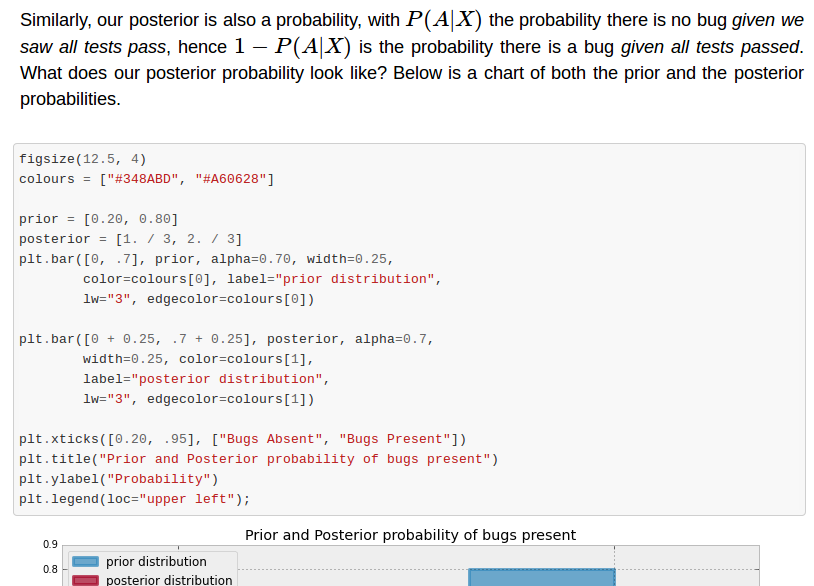 Similarly, our posterior is also a probability, with P(A|X) the probability there is no bug given we
saw all tests pass, hence 1 − P(A|X) is the probability there is a bug given all tests passed.
What does our posterior probability look like? Below is a chart of both the prior and the posterior
probabilities.
figsize(12.5, 4)
colours = ["#348ABD", "#A60628"]
prior = [0.20, 0.80]
posterior = [1. / 3, 2. / 3]
plt.bar([0, .7], prior, alpha=0.70, width=0.25,
        color=colours[0], label="prior distribution",
        lw="3", edgecolor=colours[0])
plt.bar([0 + 0.25, .7 + 0.25], posterior, alpha=0.7,
        width=0.25, color=colours[1],
        label="posterior distribution",
        lw="3", edgecolor=colours[1])
plt.xticks([0.20, .95], ["Bugs Absent", "Bugs Present"])
plt.title("Prior and Posterior probability of bugs present")
plt.ylabel("Probability")
plt.legend(loc="upper left");
Prior and Posterior probability of bugs present
0.9
prior distribution
0.8
posterior distribution